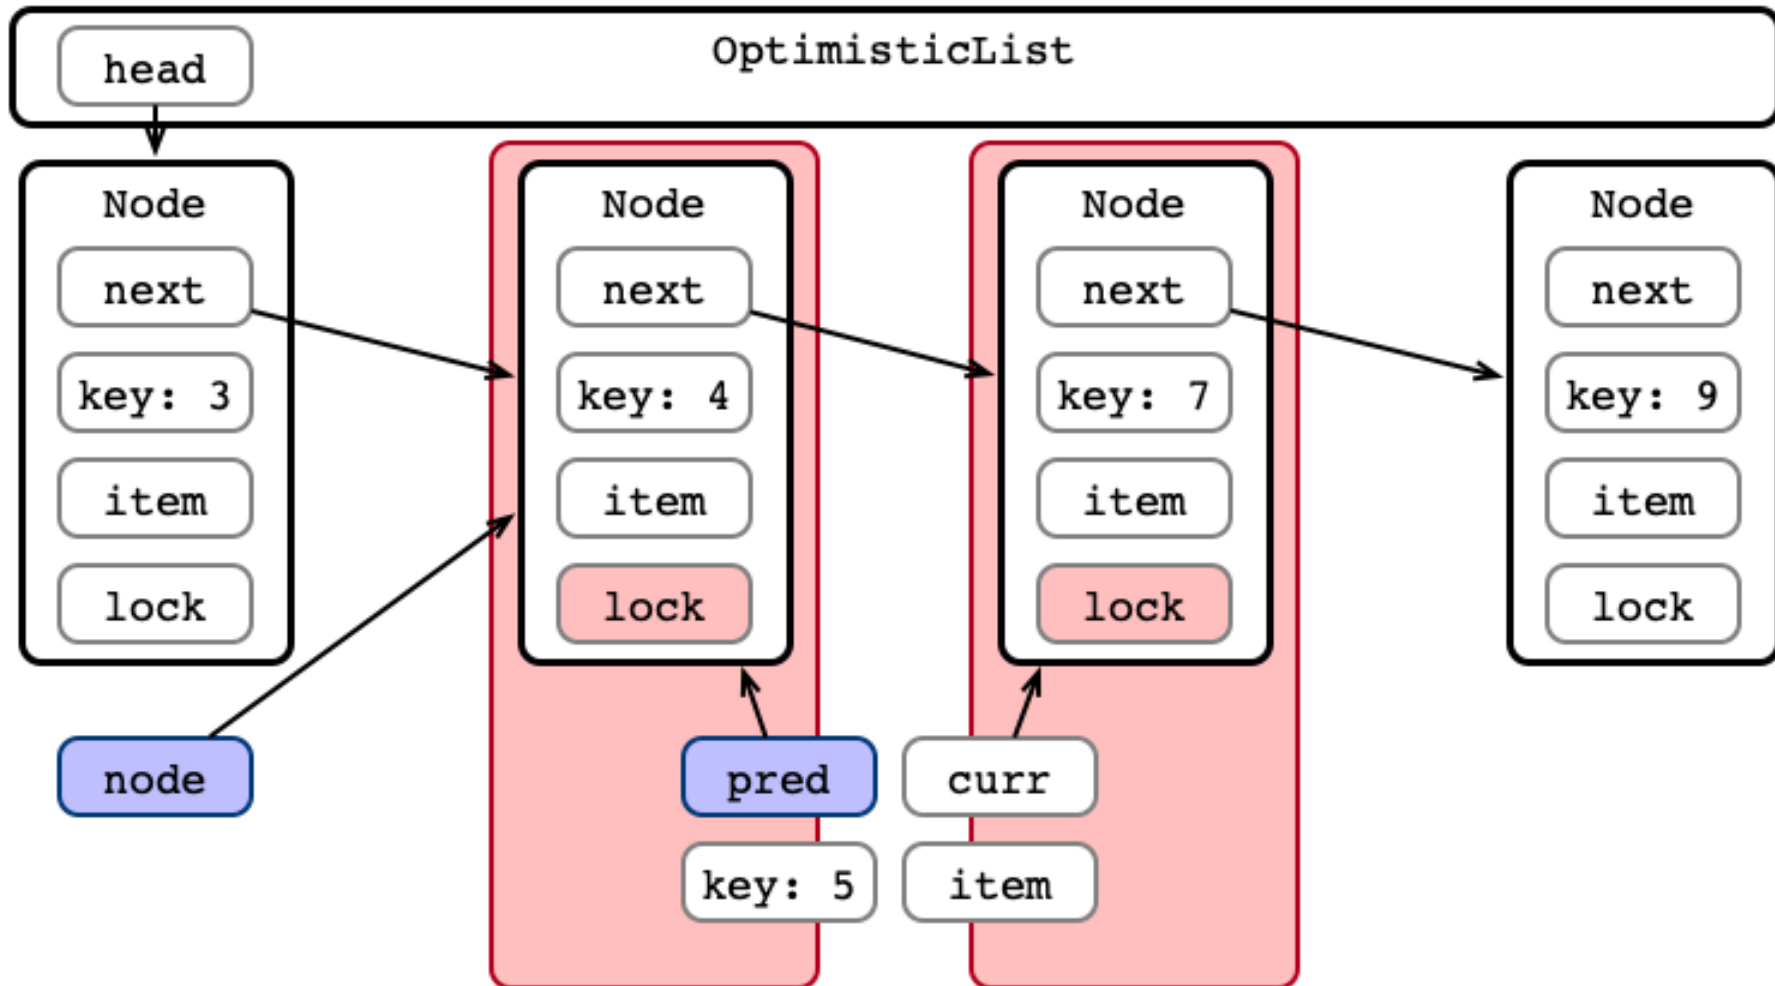 OptimisticList
head
Node
next
key: 3
item
lock
Node
next
key: 4
item
lock
Node
next
key: 7
item
lock
Node
next
key: 9
item
lock
node
pred
curr
key: 5
item